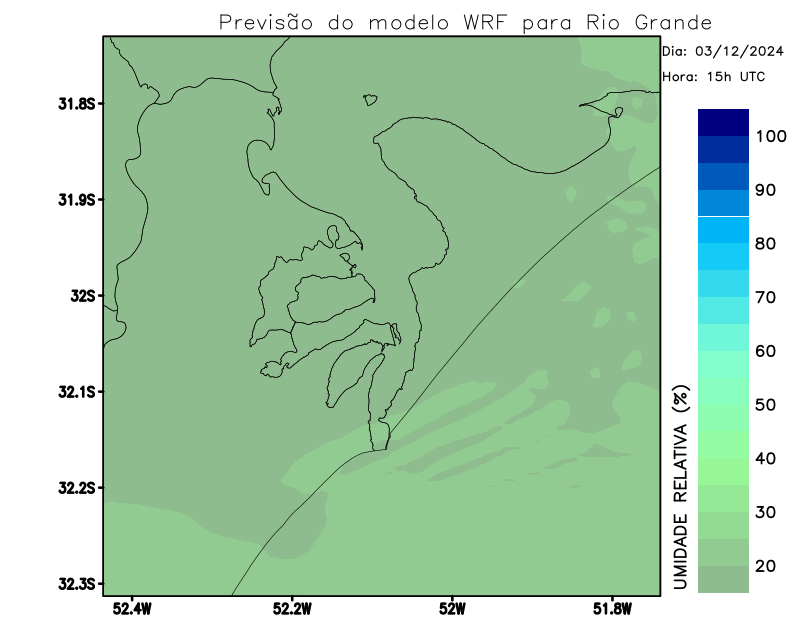 Previsão do modelo WRF para Rio Grande
Dia: 03/12/2024
Hora: 15h UTC
31.8S
31.9S
32S
32.1S
32.2S
32.3S
52.4W
52.2W
52W
51.8W
UMIDADE RELATIVA (%)
100
90
80
70
60
50
40
30
20